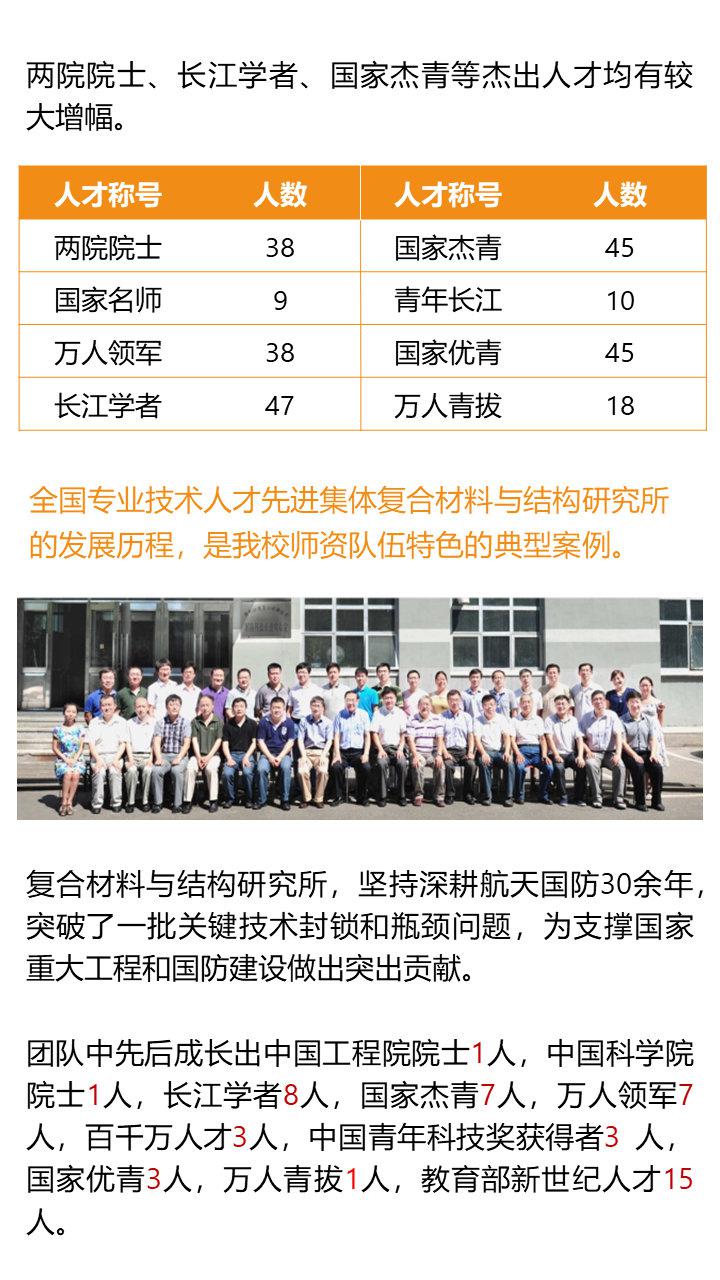 两院院士、长江学者、国家杰青等杰出人才均有较
大增幅。
人才称号 人数 人才称号 人数
两院院士 38 国家杰青 45
国家名师 9 青年长江 10
万人领军 38 国家优青 45
长江学者 47 万人青拔 18
全国专业技术人才先进集体复合材料与结构研究所
的发展历程，是我校师资队伍特色的典型案例。
复合材料与结构研究所，坚持深耕航天国防30余年，
突破了一批关键技术封锁和瓶颈问题，为支撑国家
重大工程和国防建设做出突出贡献。
团队中先后成长出中国工程院院士1人，中国科学院
院士1人，长江学者8人，国家杰青7人，万人领军7
人，百千万人才3人，中国青年科技奖获得者3 人，
国家优青3人，万人青拔1人，教育部新世纪人才15
人。